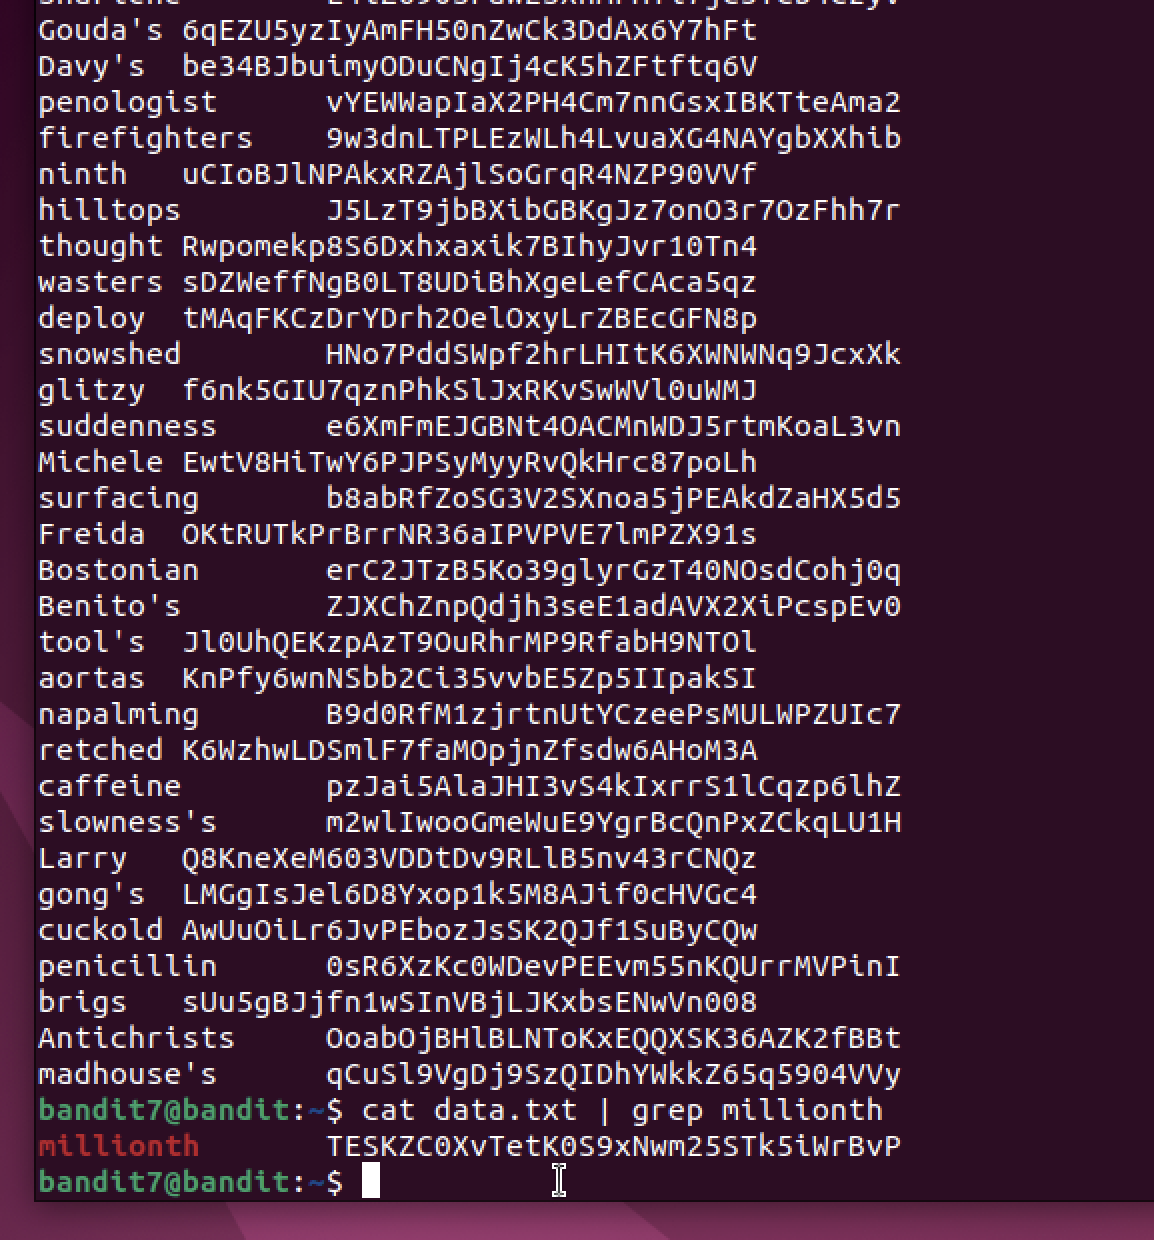 Gouda's 6qEZU5yzIyAmFH50nZwCk3DdAx6Y7hFt
Davy's  be34BJbuimyODuCNgIj4cK5hZFtftq6V
penologist      vYEWWapIaX2PH4Cm7nnGsxIBKTteAma2
firefighters    9w3dnLTPLEzWLh4LvuaXG4NAYgbXXhib
ninth   uCIoBJlNPAkxRZAjlSoGrqR4NZP90VVf
hilltops        J5LzT9jbBXibGBKgJz7onO3r7OzFhh7r
thought Rwpomekp8S6Dxhxaxik7BIhyJvr10Tn4
wasters sDZWeffNgB0LT8UDiBhXgeLefCAca5qz
deploy  tMAqFKCzDrYDrh2OelOxyLrZBEcGFN8p
snowshed        HNo7PddSWpf2hrLHItK6XWNWNq9JcxXk
glitzy  f6nk5GIU7qznPhkSlJxRKvSwWVl0uWMJ
suddenness      e6XmFmEJGBNt4OACMnWDJ5rtmKoaL3vn
Michele EwtV8HiTwY6PJPSyMyyRvQkHrc87poLh
surfacing       b8abRfZoSG3V2SXnoa5jPEAkdZaHX5d5
Freida  OKtRUTkPrBrrNR36aIPVPVE7lmPZX91s
Bostonian       erC2JTzB5Ko39glyrGzT40NOsdCohj0q
Benito's        ZJXChZnpQdjh3seE1adAVX2XiPcspEv0
tool's  Jl0UhQEKzpAzT9OuRhrMP9RfabH9NTOl
aortas  KnPfy6wnNSbb2Ci35vvbE5Zp5IIpakSI
napalming       B9d0RfM1zjrtnUtYCzeePsMULWPZUIc7
retched K6WzhwLDSmlF7faMOpjnZfsdw6AHoM3A
caffeine        pzJai5AlaJHI3vS4kIxrrS1lCqzp6lhZ
slowness's      m2wlIwooGmeWuE9YgrBcQnPxZCkqLU1H
Larry   Q8KneXeM603VDDtDv9RLlB5nv43rCNQz
gong's  LMGgIsJel6D8Yxop1k5M8AJif0cHVGc4
cuckold AwUuOiLr6JvPEbozJsSK2QJf1SuByCQw
penicillin      0sR6XzKc0WDevPEEvm55nKQUrrMVPinI
brigs   sUu5gBJjfn1wSInVBjLJKxbsENwVn008
Antichrists     OoabOjBHlBLNToKxEQQXSK36AZK2fBBt
madhouse's      qCuSl9VgDj9SzQIDhYWkkZ65q5904VVy
bandit7@bandit:~$ cat data.txt | grep millionth
millionth       TESKZC0XvTetK0S9xNwm25STk5iWrBvP
bandit7@bandit:~$